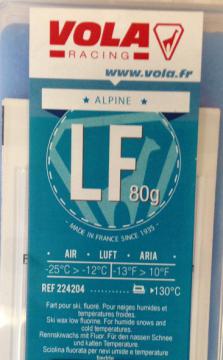 VOLA
RACING
www.vola.fr
ALPINE
LF 80g
MADE IN FRANCE SINCE 1935
AIR • LUFT • ARIA
-25°C > -12°C -13°F > 10°F
REF 224204 130°C
Fart pour ski, fluoré. Pour neiges humides et
températures froides.
Ski wax low fluorine. For humide snows and
cold temperatures.
Rennskiwachs mit Fluor. Für den nassen Schnee
und kalten Temperature.
Sciolina fluorata per nevi umide e temperature
fredde.